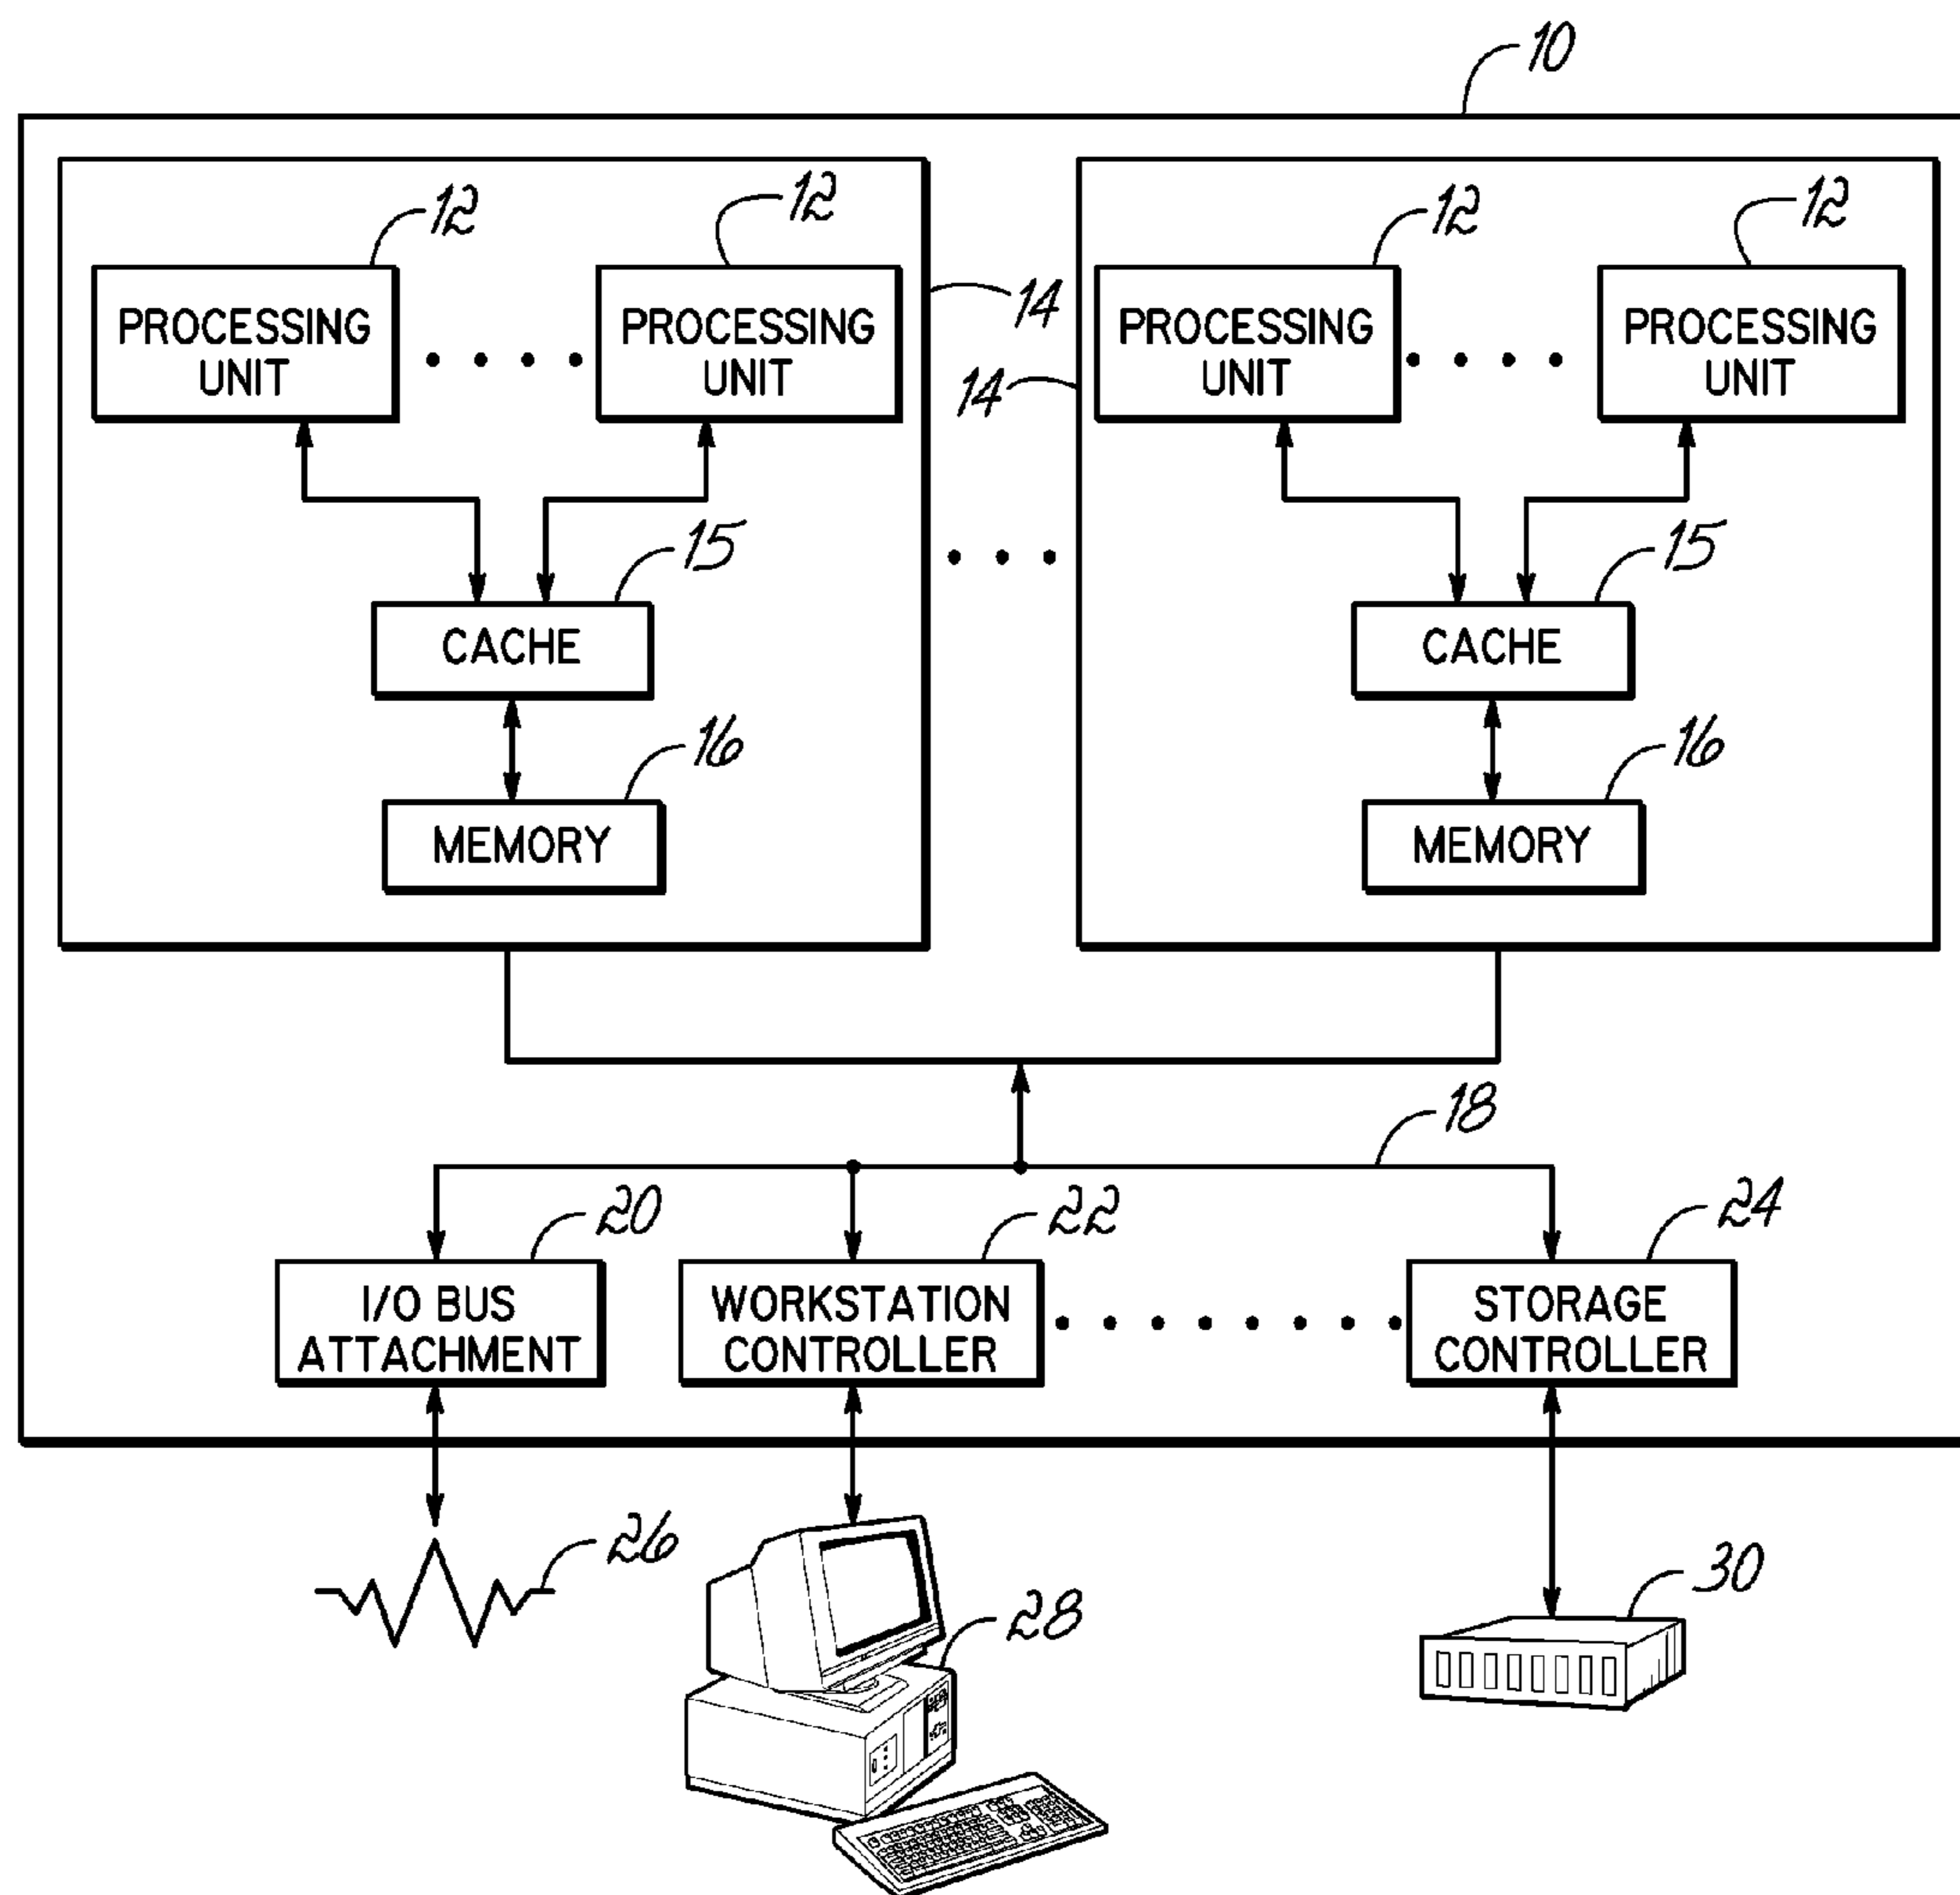 10
12
12
12
12
PROCESSING
UNIT
PROCESSING
UNIT
14
14
PROCESSING
UNIT
PROCESSING
UNIT
15
15
CACHE
CACHE
16
16
MEMORY
MEMORY
18
20
22
24
I/O BUS
ATTACHMENT
WORKSTATION
CONTROLLER
STORAGE
CONTROLLER
26
28
30